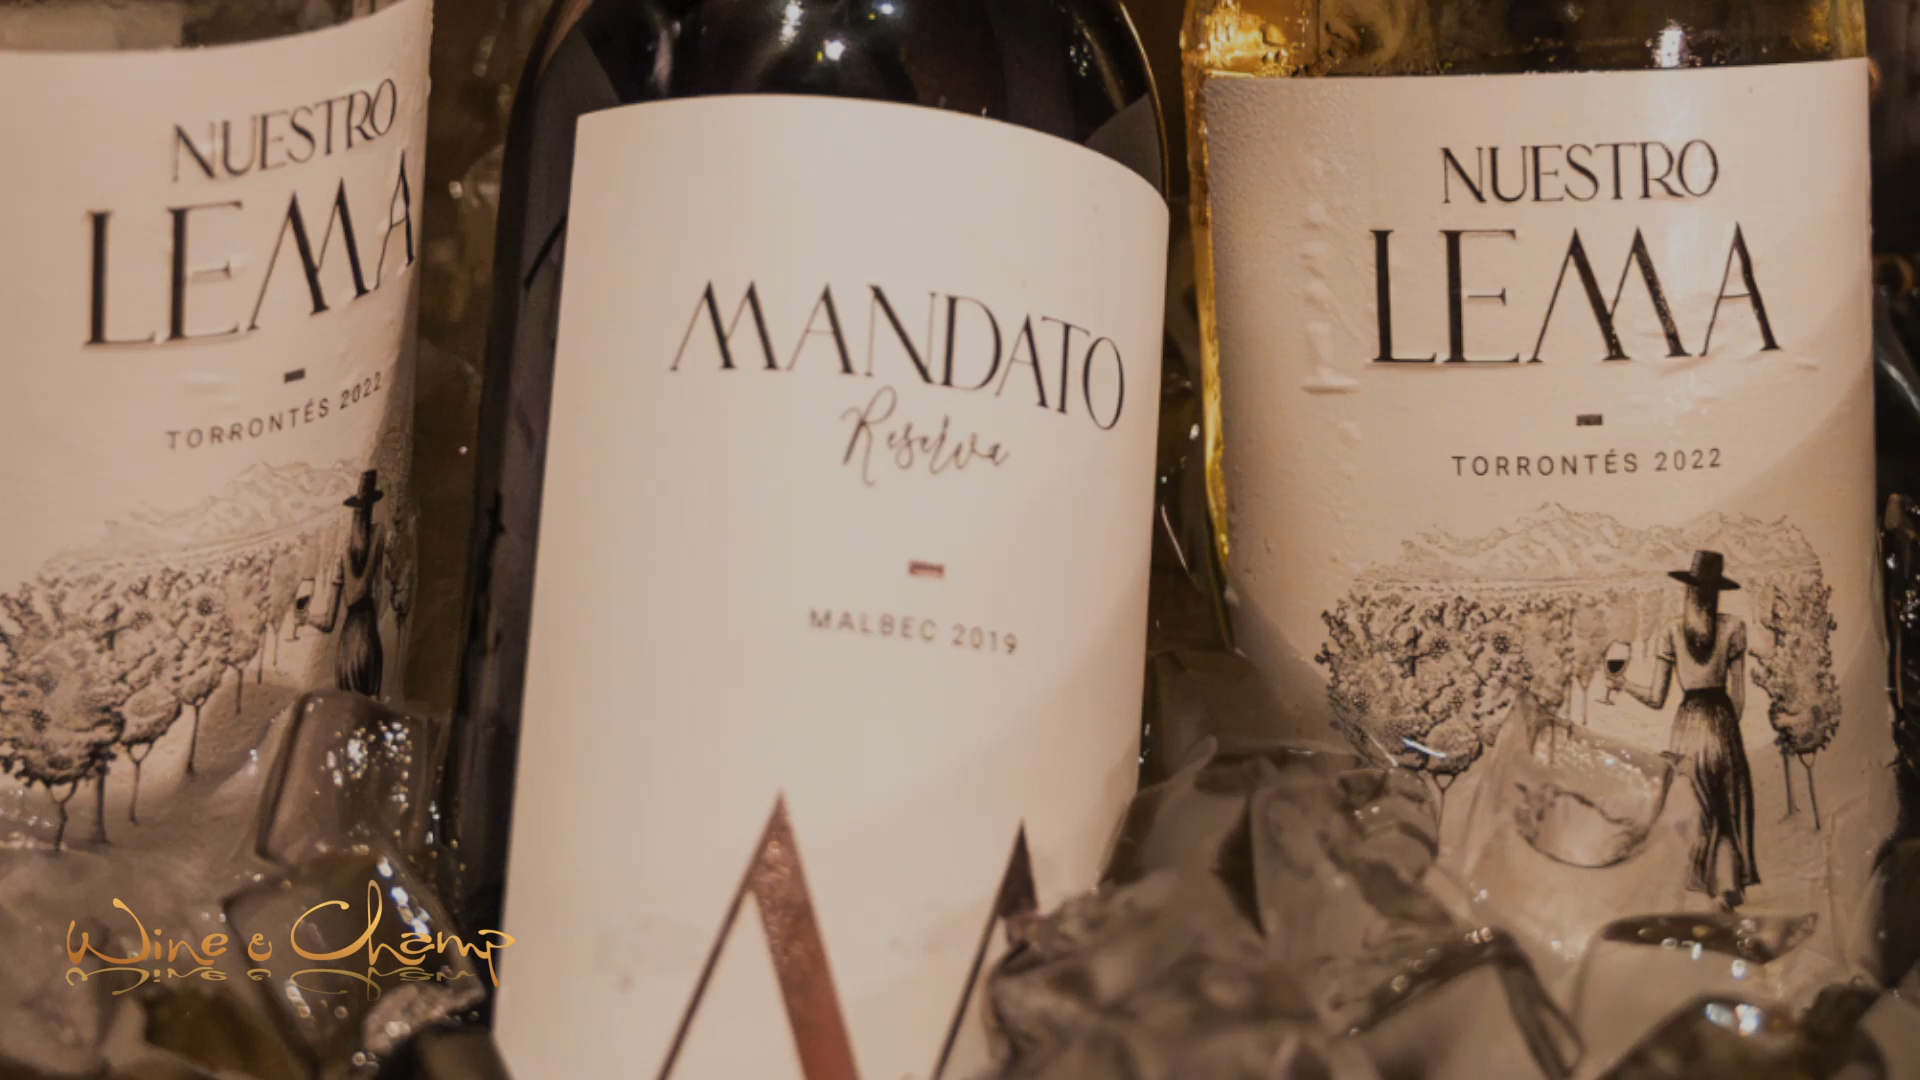 NUESTRO
LEMA
TORRONTÉS 2022
MANDATO
Reserva
MALBEC 2019
M
NUESTRO
LEMA
TORRONTÉS 2022
Wine & Champ